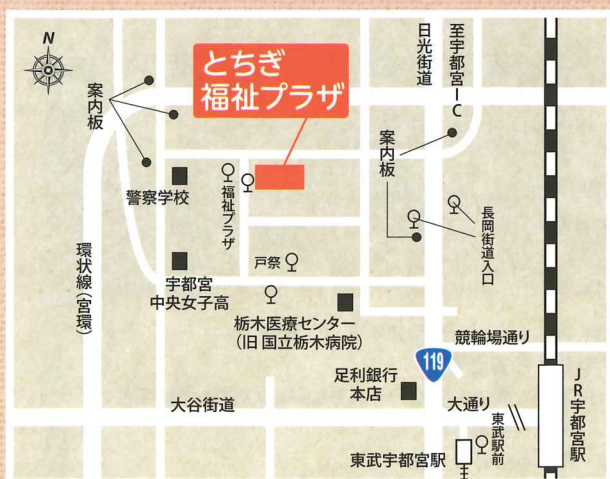 N
とちぎ
福祉プラザ
日光街道
至宇都宮IC
案内板
案内板
警察学校
福祉プラザ
長岡街道入口
戸祭
環状線(宮環)
宇都宮
中央女子高
栃木医療センター
(旧 国立栃木病院)
競輪場通り
119
足利銀行
本店
大谷街道
大通り
東武駅前
東武宇都宮駅
JR宇都宮駅